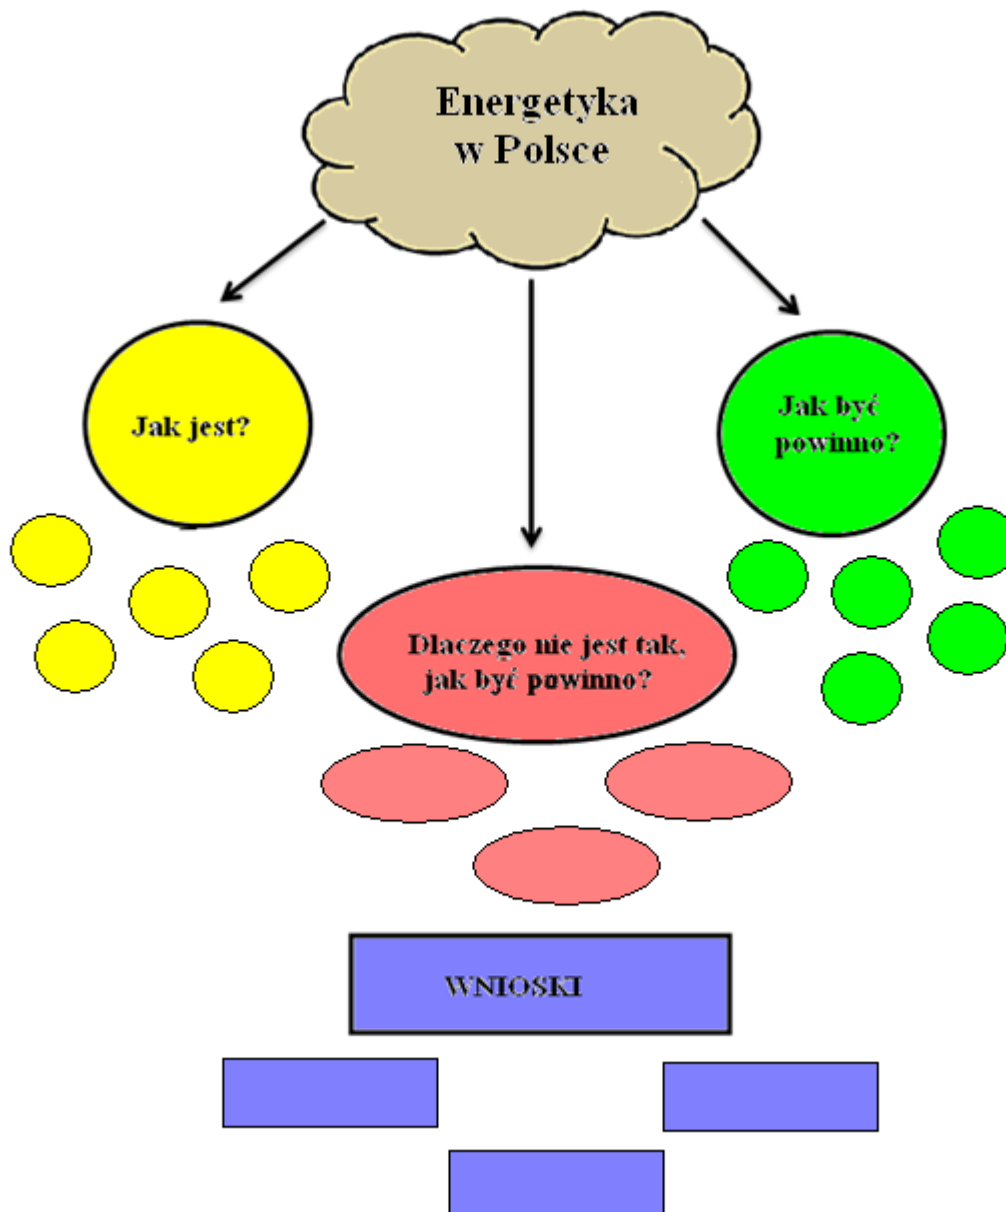 Energetyka
w Polsce
Jak jest?
Jak być
powinno?
Dlaczego nie jest tak,
jak być powinno?
WNIOSKI